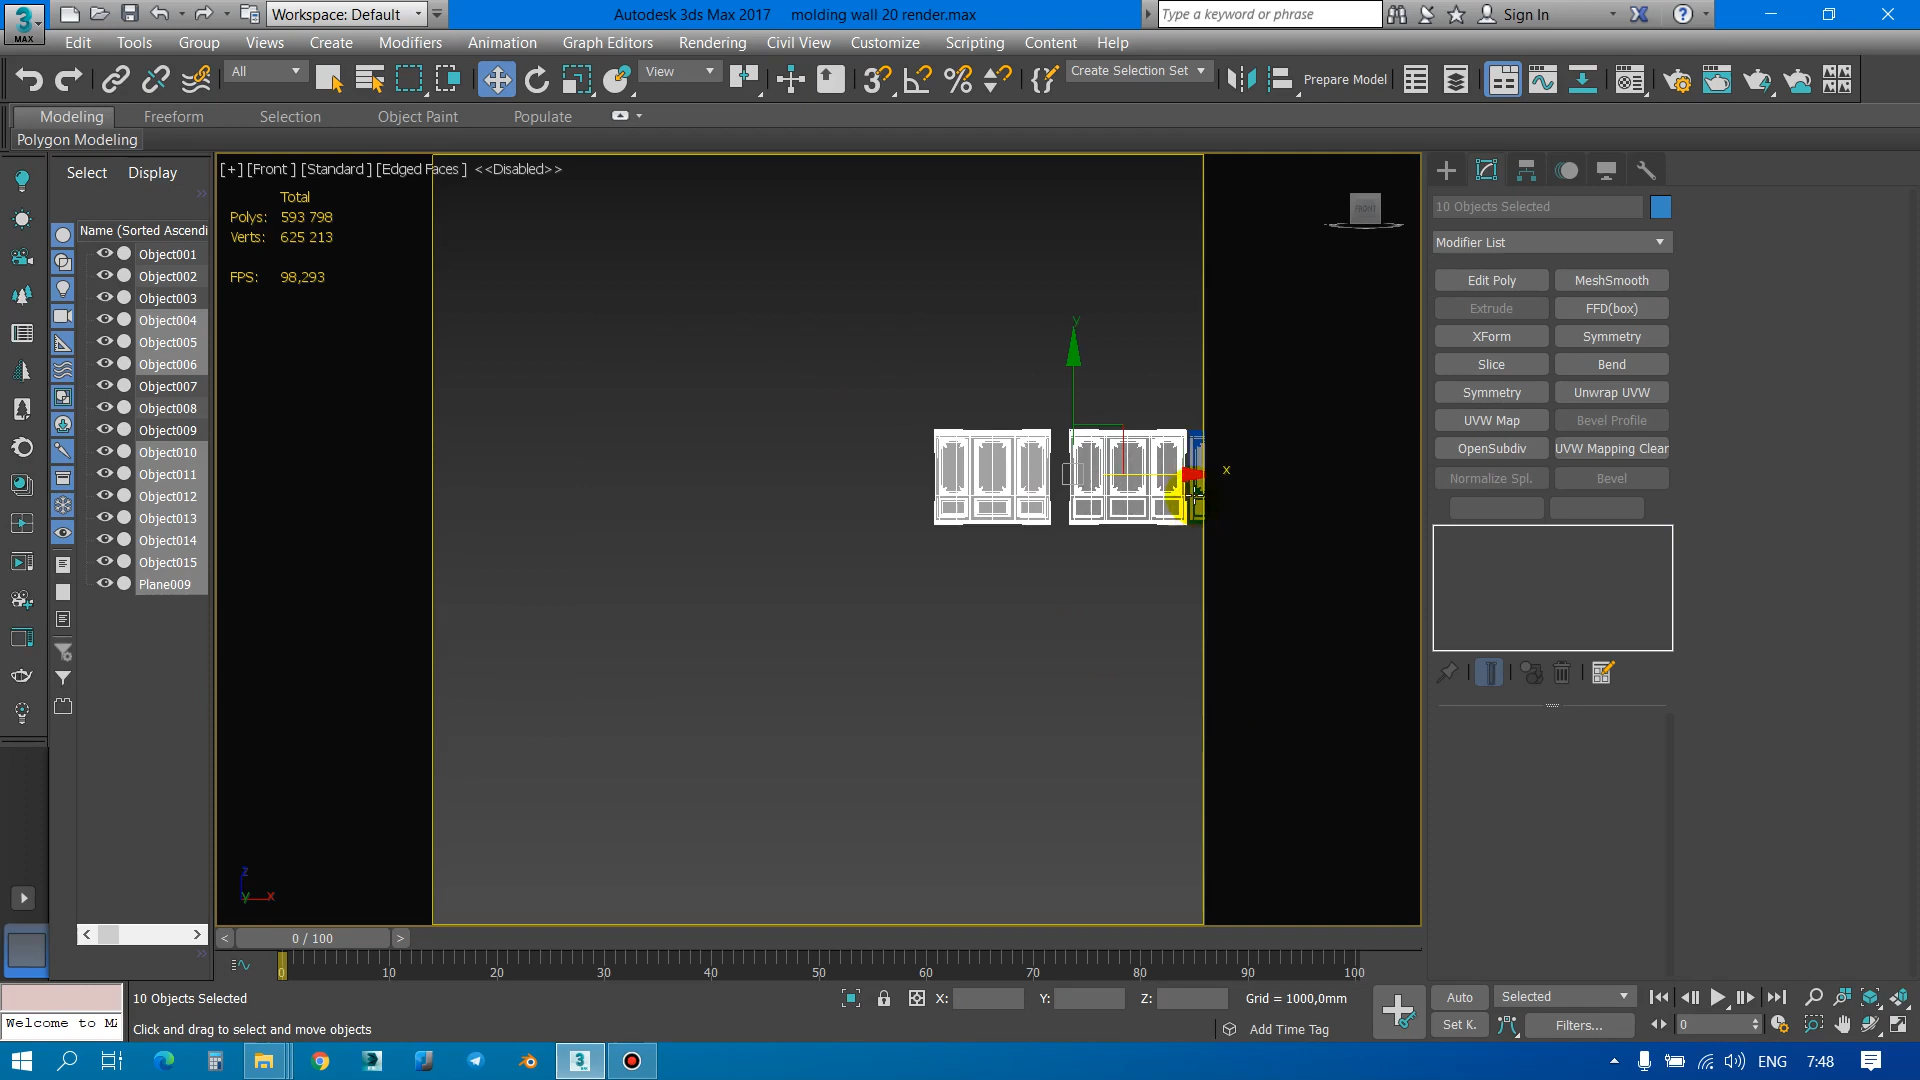 3
MAX
Workspace: Default
Autodesk 3ds Max 2017 molding wall 20 render.max
Type a keyword or phrase
Sign In
Edit Tools Group Views Create Modifiers Animation Graph Editors Rendering Civil View Customize Scripting Content Help
All
View
Create Selection Set
Prepare Model
Modeling Freeform Selection Object Paint Populate
Polygon Modeling
Select Display
[+] [Front ] [Standard ] [Edged Faces ] <<Disabled>>
Total
Polys: 593 798
Verts: 625 213
FPS: 98,293
FRONT
Name (Sorted Ascendi
Object001
Object002
Object003
Object004
Object005
Object006
Object007
Object008
Object009
Object010
Object011
Object012
Object013
Object014
Object015
Plane009
y
x
z
y
x
10 Objects Selected
Modifier List
Edit Poly MeshSmooth
Extrude FFD(box)
XForm Symmetry
Slice Bend
Symmetry Unwrap UVW
UVW Map Bevel Profile
OpenSubdiv UVW Mapping Clear
Normalize Spl. Bevel
< 0 / 100 >
0 10 20 30 40 50 60 70 80 90 100
10 Objects Selected
X: Y: Z: Grid = 1000,0mm
Auto Selected
Welcome to MA
Click and drag to select and move objects
Add Time Tag
Set K. Filters...
0
ENG 7:48